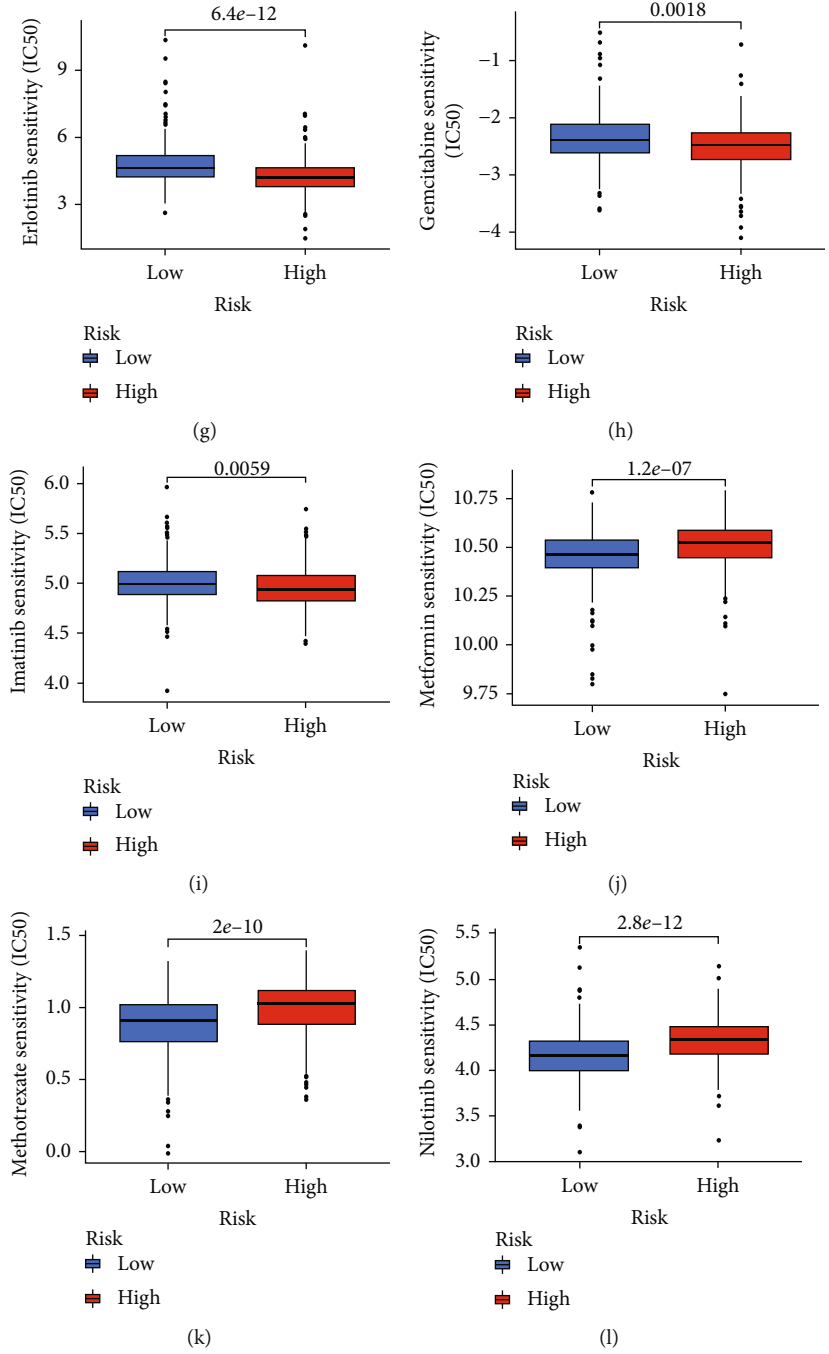 6.4e–12
9
6
3
Erlotinib sensitivity (IC50)
Low
High
Risk
Risk
Low
High
(g)
0.0018
–1
–2
–3
–4
Gemcitabine sensitivity
(IC50)
Low
High
Risk
Risk
Low
High
(h)
0.0059
6.0
5.5
5.0
4.5
4.0
Imatinib sensitivity (IC50)
Low
High
Risk
Risk
Low
High
(i)
1.2e–07
10.75
10.50
10.25
10.00
9.75
Metformin sensitivity (IC50)
Low
High
Risk
Risk
Low
High
(j)
2e–10
1.5
1.0
0.5
0.0
Methotrexate sensitivity (IC50)
Low
High
Risk
Risk
Low
High
(k)
2.8e–12
5.5
5.0
4.5
4.0
3.5
3.0
Nilotinib sensitivity (IC50)
Low
High
Risk
Risk
Low
High
(l)